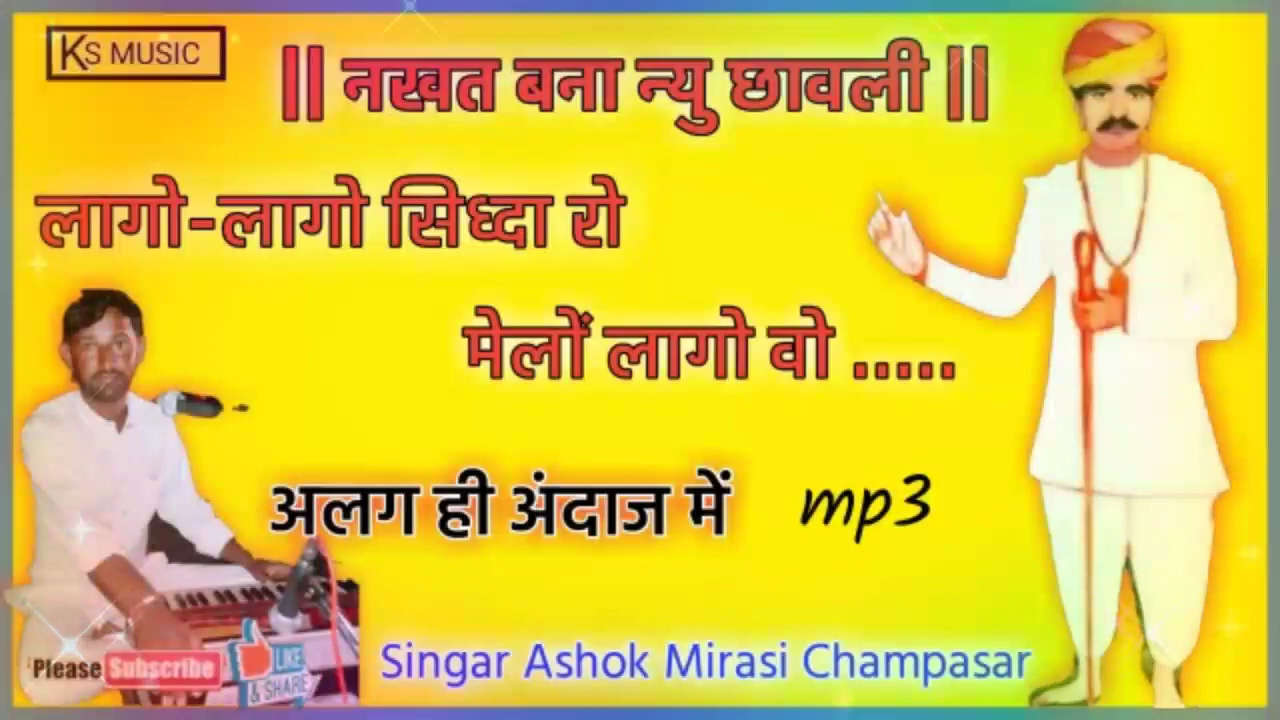 KS MUSIC
|| नखत बना न्यु छावली ||
लागो-लागो सिध्दा रो
मेलों लागो वो .....
अलग ही अंदाज में mp3
Singar Ashok Mirasi Champasar
Please Subscribe
LIKE
& SHARE